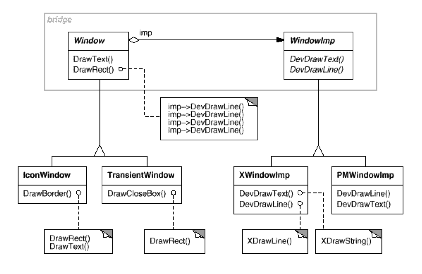 bridge
Window
imp
WindowImp
DrawText()
DrawRect()
DevDrawText()
DevDrawLine()
imp->DevDrawLine()
imp->DevDrawLine()
imp->DevDrawLine()
imp->DevDrawLine()
IconWindow
TransientWindow
XWindowImp
PMWindowImp
DrawBorder()
DrawCloseBox()
DevDrawText()
DevDrawLine()
DevDrawLine()
DevDrawText()
DrawRect()
DrawText()
DrawRect()
XDrawLine()
XDrawString()